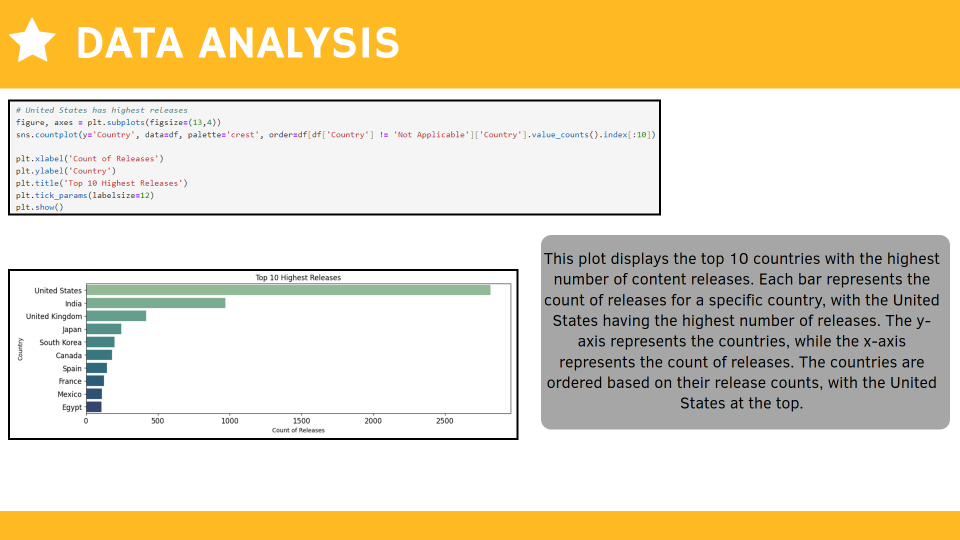 DATA ANALYSIS
# United States has highest releases
figure, axes = plt.subplots(figsize=(13,4))
sns.countplot(y='Country', data=df, palette='crest', order=df[df['Country'] != 'Not Applicable']['Country'].value_counts().index[:10])
plt.xlabel('Count of Releases')
plt.ylabel('Country')
plt.title('Top 10 Highest Releases')
plt.tick_params(labelsize=12)
plt.show()
This plot displays the top 10 countries with the highest
number of content releases. Each bar represents the
count of releases for a specific country, with the United
States having the highest number of releases. The y-
axis represents the countries, while the x-axis
represents the count of releases. The countries are
ordered based on their release counts, with the United
States at the top.
Top 10 Highest Releases
Country
United States
India
United Kingdom
Japan
South Korea
Canada
Spain
France
Mexico
Egypt
0 500 1000 1500 2000 2500
Count of Releases